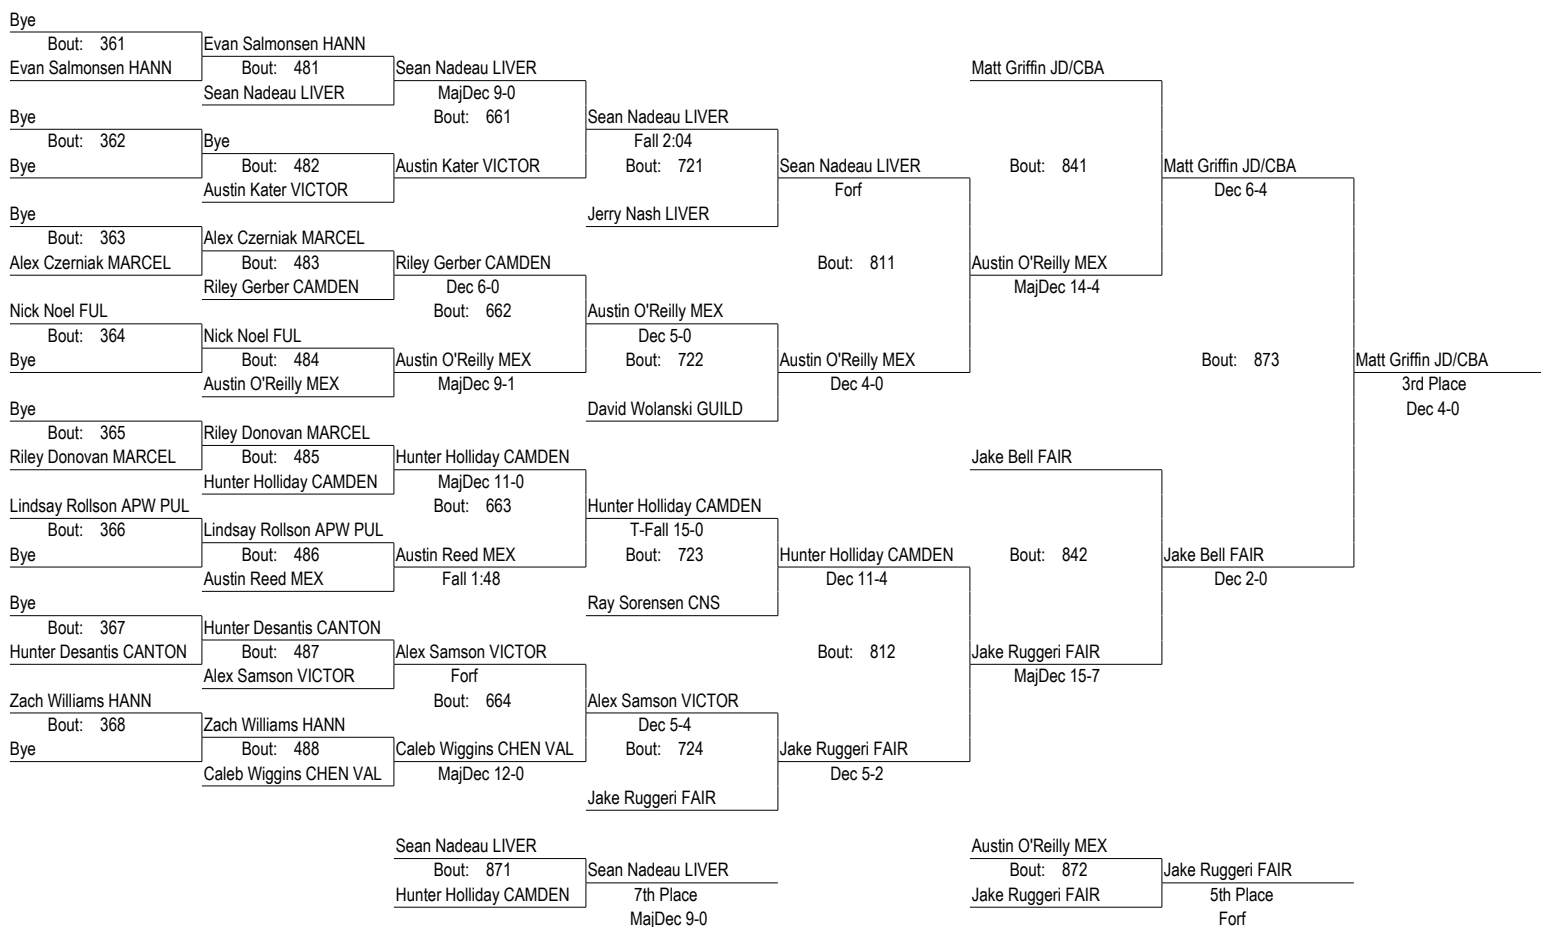 Bye
Bout: 361
Evan Salmonsen HANN
Evan Salmonsen HANN
Bout: 481
Sean Nadeau LIVER
Sean Nadeau LIVER
MajDec 9-0
Bout: 661
Bye
Bout: 362
Bye
Bye
Bout: 482
Austin Kater VICTOR
Austin Kater VICTOR
Sean Nadeau LIVER
Fall 2:04
Bout: 721
Jerry Nash LIVER
Sean Nadeau LIVER
Forf
Bye
Bout: 363
Alex Czerniak MARCEL
Alex Czerniak MARCEL
Bout: 483
Riley Gerber CAMDEN
Riley Gerber CAMDEN
Dec 6-0
Bout: 662
Nick Noel FUL
Bout: 364
Bye
Nick Noel FUL
Bout: 484
Austin O'Reilly MEX
Austin O'Reilly MEX
MajDec 9-1
Austin O'Reilly MEX
Dec 5-0
Bout: 722
David Wolanski GUILD
Austin O'Reilly MEX
Dec 4-0
Bout: 811
Matt Griffin JD/CBA
Bout: 841
Austin O'Reilly MEX
MajDec 14-4
Matt Griffin JD/CBA
Dec 6-4
Bye
Bout: 365
Riley Donovan MARCEL
Riley Donovan MARCEL
Bout: 485
Hunter Holliday CAMDEN
Hunter Holliday CAMDEN
MajDec 11-0
Bout: 663
Lindsay Rollson APW PUL
Bout: 366
Bye
Lindsay Rollson APW PUL
Bout: 486
Austin Reed MEX
Austin Reed MEX
Fall 1:48
Hunter Holliday CAMDEN
T-Fall 15-0
Bout: 723
Ray Sorensen CNS
Hunter Holliday CAMDEN
Dec 11-4
Bye
Bout: 367
Hunter Desantis CANTON
Hunter Desantis CANTON
Bout: 487
Alex Samson VICTOR
Alex Samson VICTOR
Forf
Bout: 664
Zach Williams HANN
Bout: 368
Bye
Zach Williams HANN
Bout: 488
Caleb Wiggins CHEN VAL
Caleb Wiggins CHEN VAL
MajDec 12-0
Alex Samson VICTOR
Dec 5-4
Bout: 724
Jake Ruggeri FAIR
Jake Ruggeri FAIR
Dec 5-2
Bout: 812
Jake Bell FAIR
Bout: 842
Jake Ruggeri FAIR
MajDec 15-7
Jake Bell FAIR
Dec 2-0
Bout: 873
Matt Griffin JD/CBA
3rd Place
Dec 4-0
Sean Nadeau LIVER
Bout: 871
Hunter Holliday CAMDEN
Sean Nadeau LIVER
7th Place
MajDec 9-0
Austin O'Reilly MEX
Bout: 872
Jake Ruggeri FAIR
Jake Ruggeri FAIR
5th Place
Forf